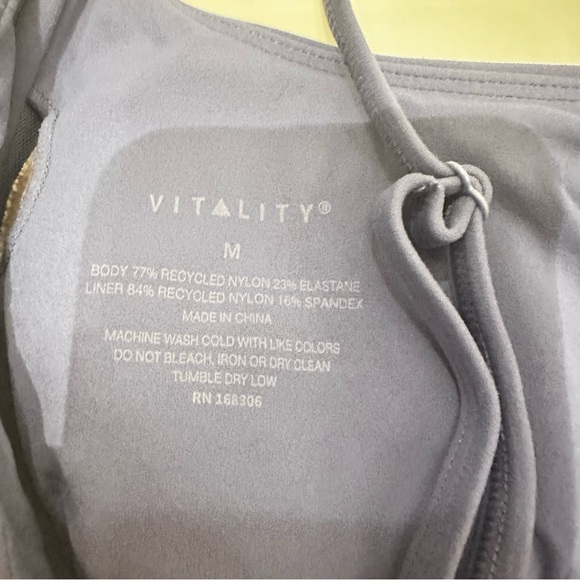 VITALITY®
M
BODY 77% RECYCLED NYLON 23% ELASTANE
LINER 84% RECYCLED NYLON 16% SPANDEX
MADE IN CHINA
MACHINE WASH COLD WITH LIKE COLORS
DO NOT BLEACH, IRON OR DRY CLEAN
TUMBLE DRY LOW
RN 168306